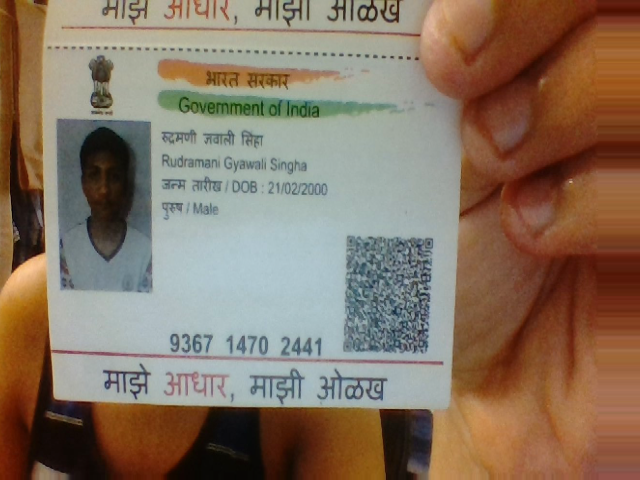 माझे आधार, माझी ओळख
भारत सरकार
Government of India
रुद्रमणी ज्ञवाली सिंहा
Rudramani Gyawali Singha
जन्म तारीख / DOB : 21/02/2000
पुरुष / Male
9367 1470 2441
माझे आधार, माझी ओळख